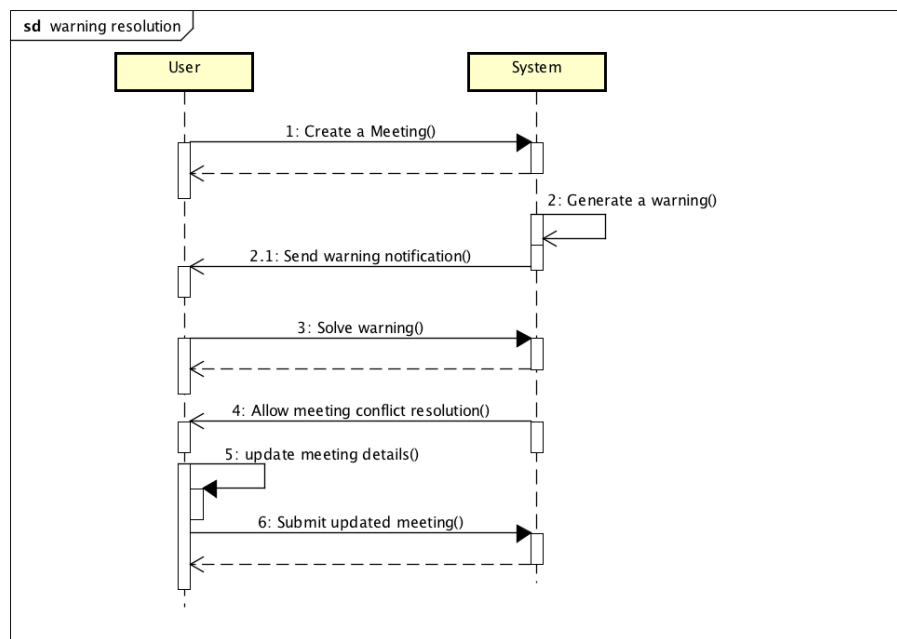 sd warning resolution
User
System
1: Create a Meeting()
2: Generate a warning()
2.1: Send warning notification()
3: Solve warning()
4: Allow meeting conflict resolution()
5: update meeting details()
6: Submit updated meeting()